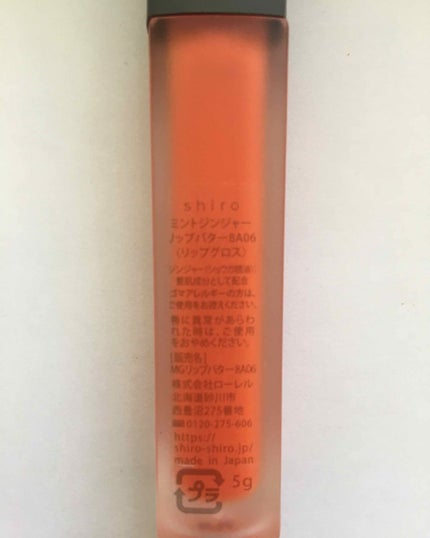 shiro
ミントジンジャー
リップバター8A06
〈リップグロス〉
ジンジャー(ショウガ根油)
整肌成分として配合
ゴマアレルギーの方は、
ご使用をお控えください。
唇に異常があらわ
れた時は、ご使用
をおやめください。
[販売名]
MGリップバター8A06
株式会社ローレル
北海道砂川市
西豊沼275番地
0120-275-606
https://
shiro-shiro.jp/
made in Japan
プラ 5g